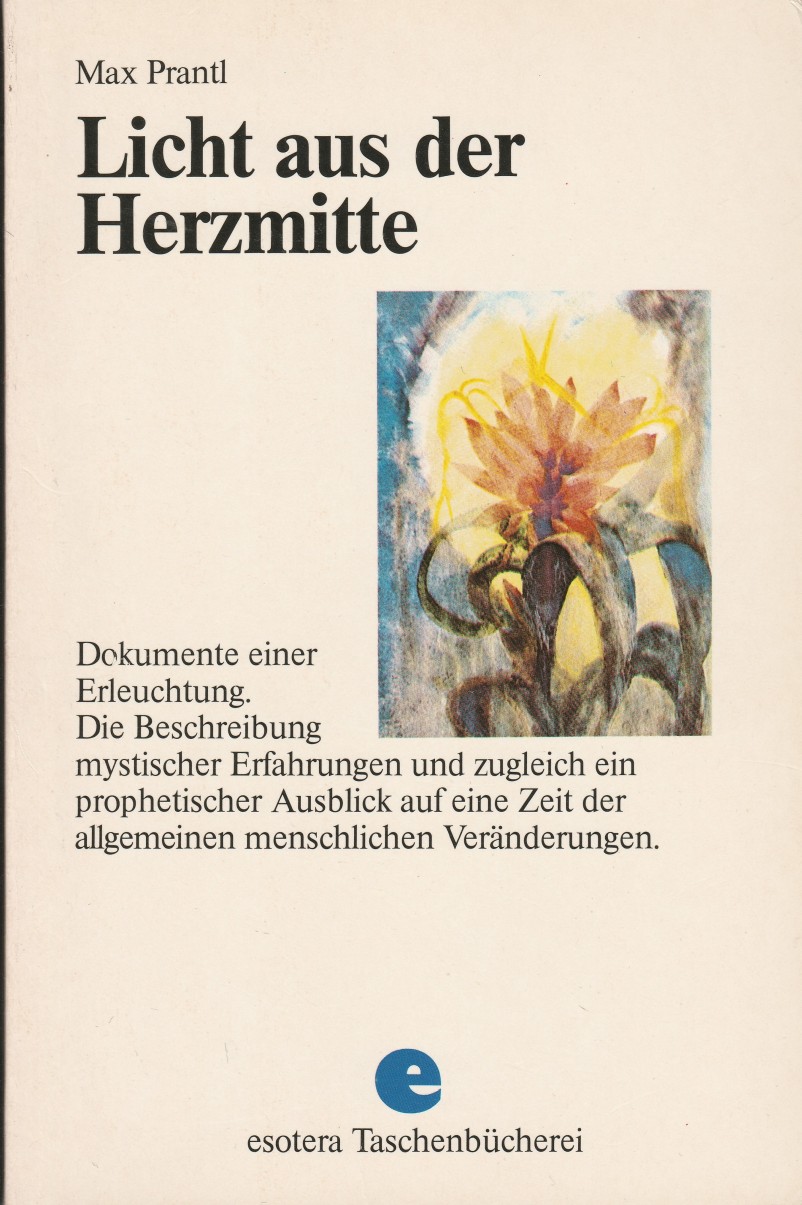 Max Prantl
Licht aus der
Herzmitte
Dokumente einer
Erleuchtung.
Die Beschreibung
mystischer Erfahrungen und zugleich ein
prophetischer Ausblick auf eine Zeit der
allgemeinen menschlichen Veränderungen.
e
esotera Taschenbücherei